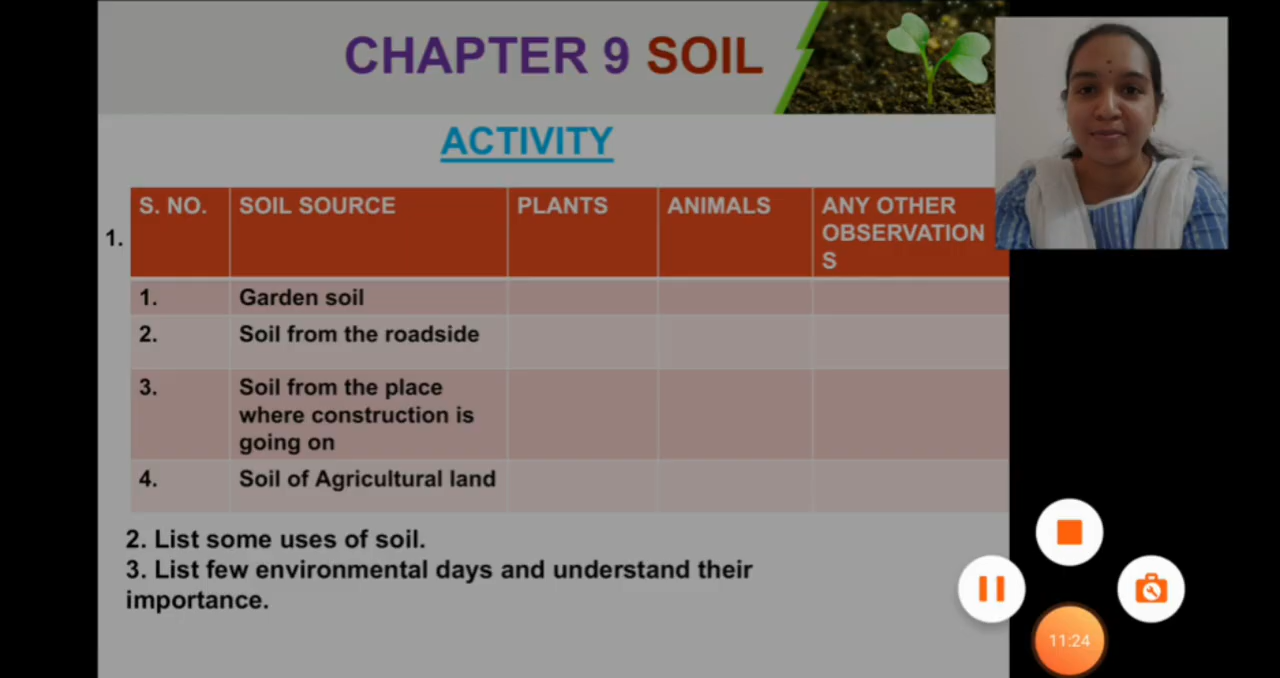 CHAPTER 9 SOIL
ACTIVITY
1.
S. NO. SOIL SOURCE PLANTS ANIMALS ANY OTHER
OBSERVATION
S
1. Garden soil
2. Soil from the roadside
3. Soil from the place
where construction is
going on
4. Soil of Agricultural land
2. List some uses of soil.
3. List few environmental days and understand their
importance.
11:24